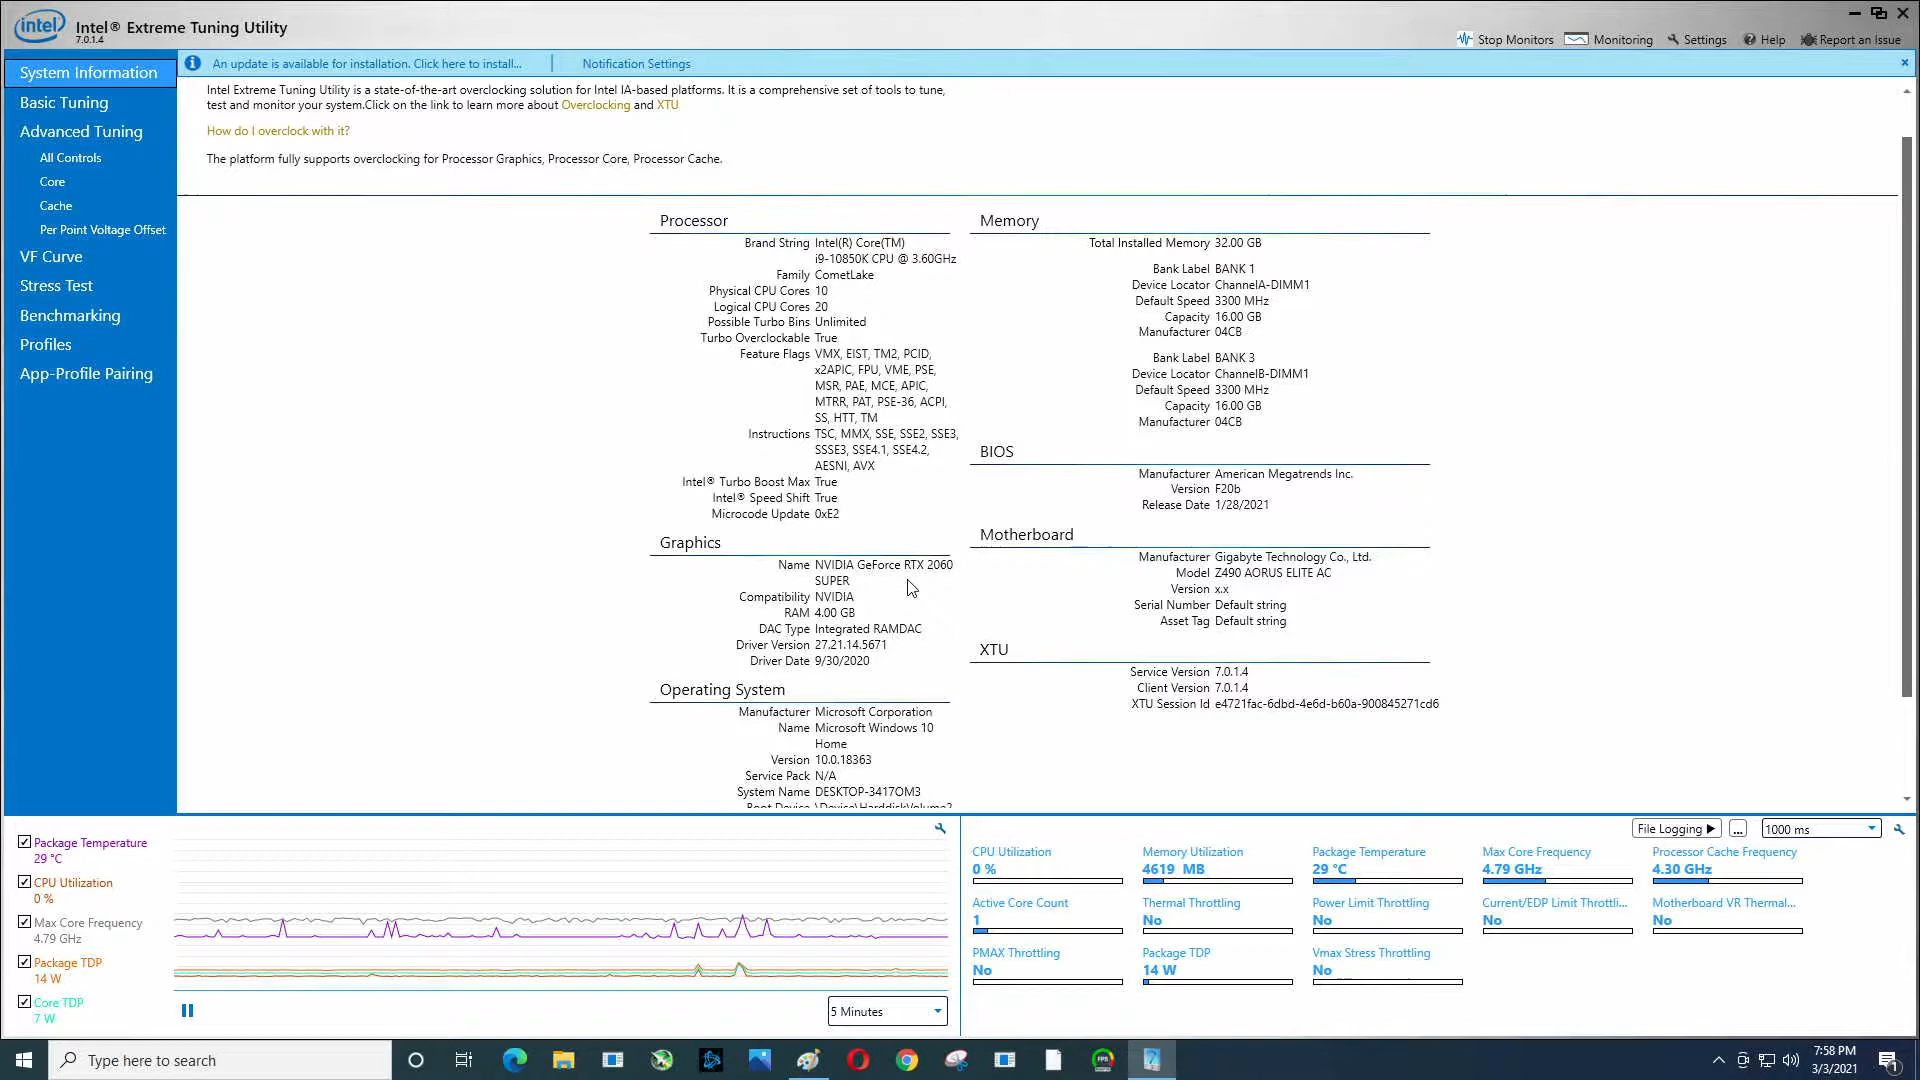 intel
Intel® Extreme Tuning Utility
7.0.1.4
Stop Monitors
Monitoring
Settings
Help
Report an Issue
System Information
Basic Tuning
Advanced Tuning
All Controls
Core
Cache
Per Point Voltage Offset
VF Curve
Stress Test
Benchmarking
Profiles
App-Profile Pairing
An update is available for installation. Click here to install...
Notification Settings
Intel Extreme Tuning Utility is a state-of-the-art overclocking solution for Intel IA-based platforms. It is a comprehensive set of tools to tune,
test and monitor your system.Click on the link to learn more about Overclocking and XTU
How do I overclock with it?
The platform fully supports overclocking for Processor Graphics, Processor Core, Processor Cache.
Processor
Brand String Intel(R) Core(TM)
i9-10850K CPU @ 3.60GHz
Family CometLake
Physical CPU Cores 10
Logical CPU Cores 20
Possible Turbo Bins Unlimited
Turbo Overclockable True
Feature Flags VMX, EIST, TM2, PCID,
x2APIC, FPU, VME, PSE,
MSR, PAE, MCE, APIC,
MTRR, PAT, PSE-36, ACPI,
SS, HTT, TM
Instructions TSC, MMX, SSE, SSE2, SSE3,
SSSE3, SSE4.1, SSE4.2,
AESNI, AVX
Intel® Turbo Boost Max True
Intel® Speed Shift True
Microcode Update 0xE2
Graphics
Name NVIDIA GeForce RTX 2060
SUPER
Compatibility NVIDIA
RAM 4.00 GB
DAC Type Integrated RAMDAC
Driver Version 27.21.14.5671
Driver Date 9/30/2020
Operating System
Manufacturer Microsoft Corporation
Name Microsoft Windows 10
Home
Version 10.0.18363
Service Pack N/A
System Name DESKTOP-3417OM3
Boot Device \Device\HarddiskVolume2
Memory
Total Installed Memory 32.00 GB
Bank Label BANK 1
Device Locator ChannelA-DIMM1
Default Speed 3300 MHz
Capacity 16.00 GB
Manufacturer 04CB
Bank Label BANK 3
Device Locator ChannelB-DIMM1
Default Speed 3300 MHz
Capacity 16.00 GB
Manufacturer 04CB
BIOS
Manufacturer American Megatrends Inc.
Version F20b
Release Date 1/28/2021
Motherboard
Manufacturer Gigabyte Technology Co., Ltd.
Model Z490 AORUS ELITE AC
Version x.x
Serial Number Default string
Asset Tag Default string
XTU
Service Version 7.0.1.4
Client Version 7.0.1.4
XTU Session Id e4721fac-6dbd-4e6d-b60a-900845271cd6
Package Temperature
29 °C
CPU Utilization
0 %
Max Core Frequency
4.79 GHz
Package TDP
14 W
Core TDP
7 W
5 Minutes
File Logging
...
1000 ms
CPU Utilization
0 %
Memory Utilization
4619 MB
Package Temperature
29 °C
Max Core Frequency
4.79 GHz
Processor Cache Frequency
4.30 GHz
Active Core Count
1
Thermal Throttling
No
Power Limit Throttling
No
Current/EDP Limit Throttli...
No
Motherboard VR Thermal...
No
PMAX Throttling
No
Package TDP
14 W
Vmax Stress Throttling
No
Type here to search
FPS
7:58 PM
3/3/2021
1